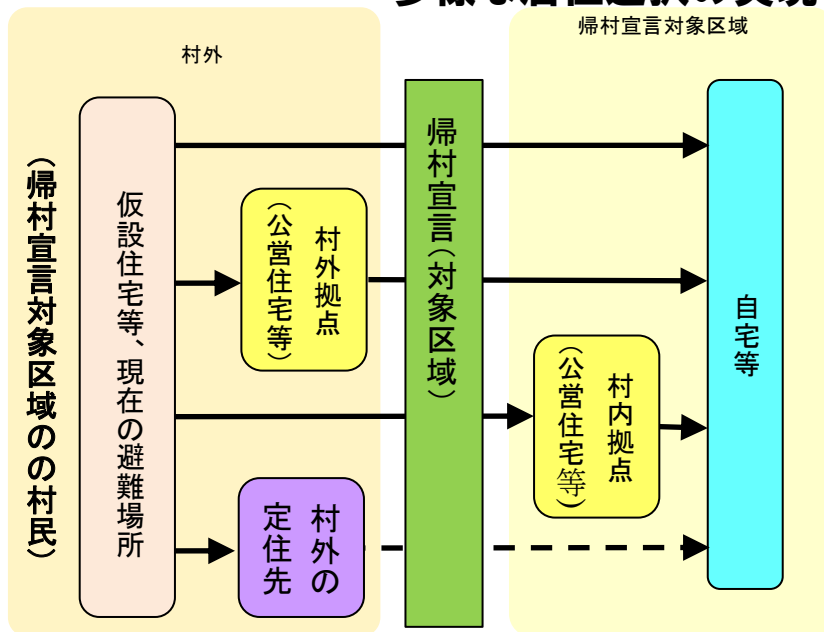 村外
帰村宣言対象区域
（帰村宣言対象区域のの村民）
仮設住宅等、現在の避難場所
村外拠点
（公営住宅等）
村外の
定住先
帰村宣言（対象区域）
村内拠点
（公営住宅等）
自宅等